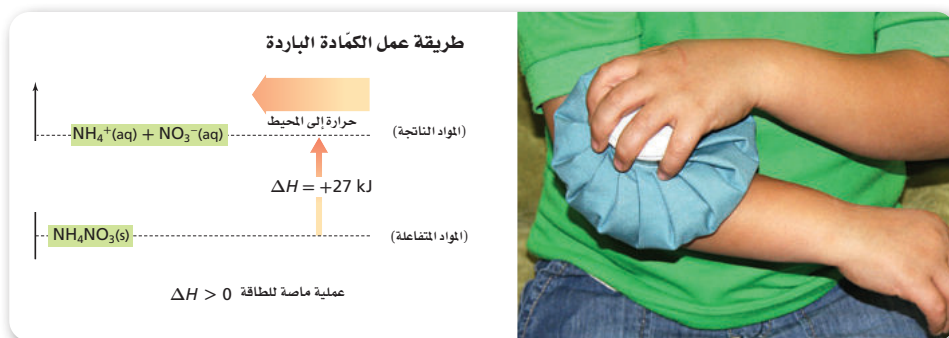 طريقة عمل الكمّادة الباردة
حرارة إلى المحيط
NH₄⁺(aq) + NO₃⁻(aq)
(المواد الناتجة)
ΔH = +27 kJ
NH₄NO₃(s)
(المواد المتفاعلة)
عملية ماصة للطاقة ΔH > 0